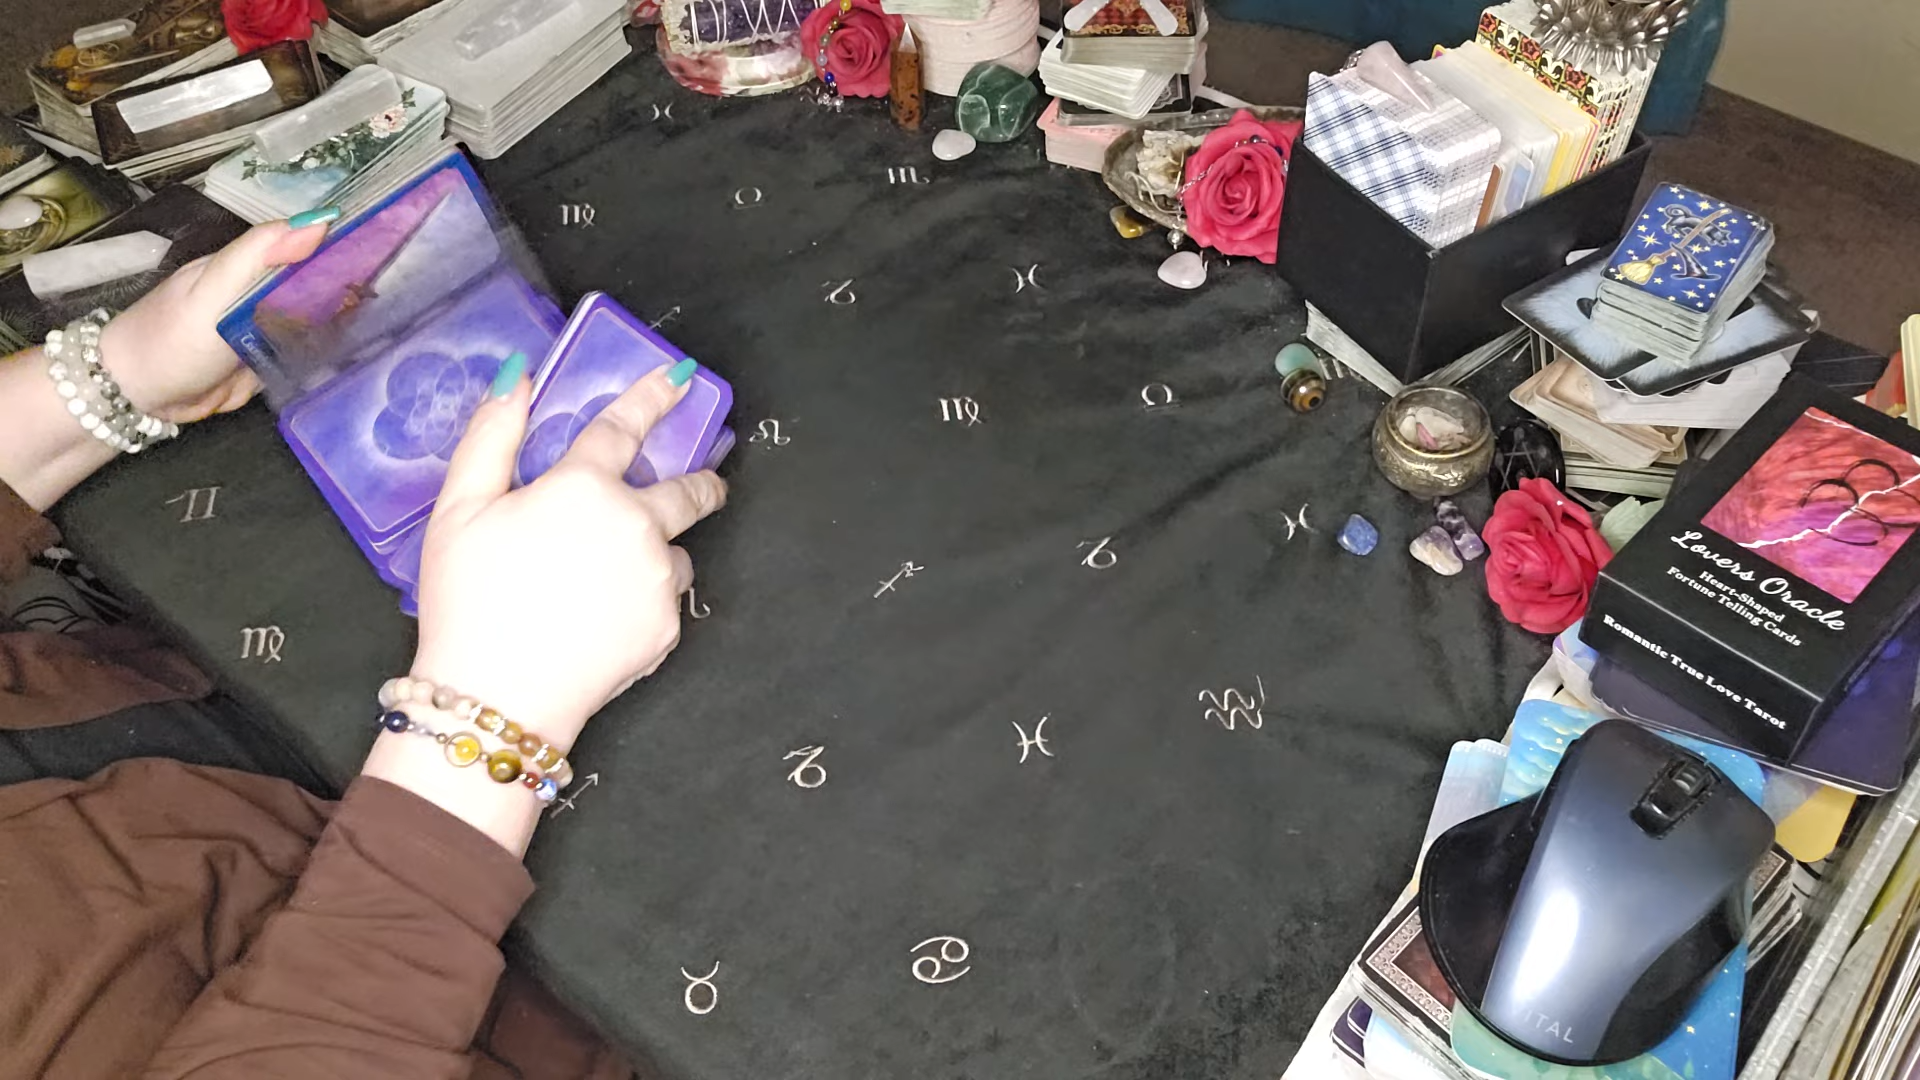 Lovers Oracle
Heart-Shaped
Fortune Telling Cards
Romantic True Love Tarot
ITAL